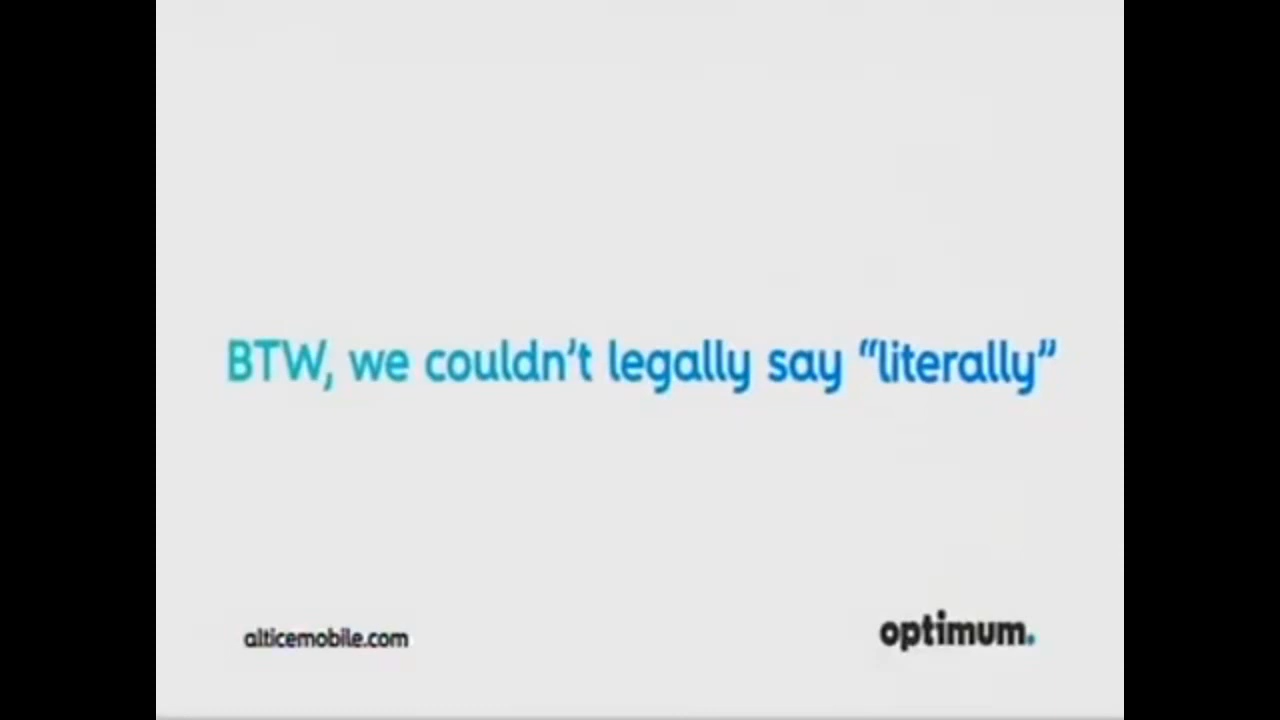 BTW, we couldn’t legally say “literally”
alticemobile.com
optimum.